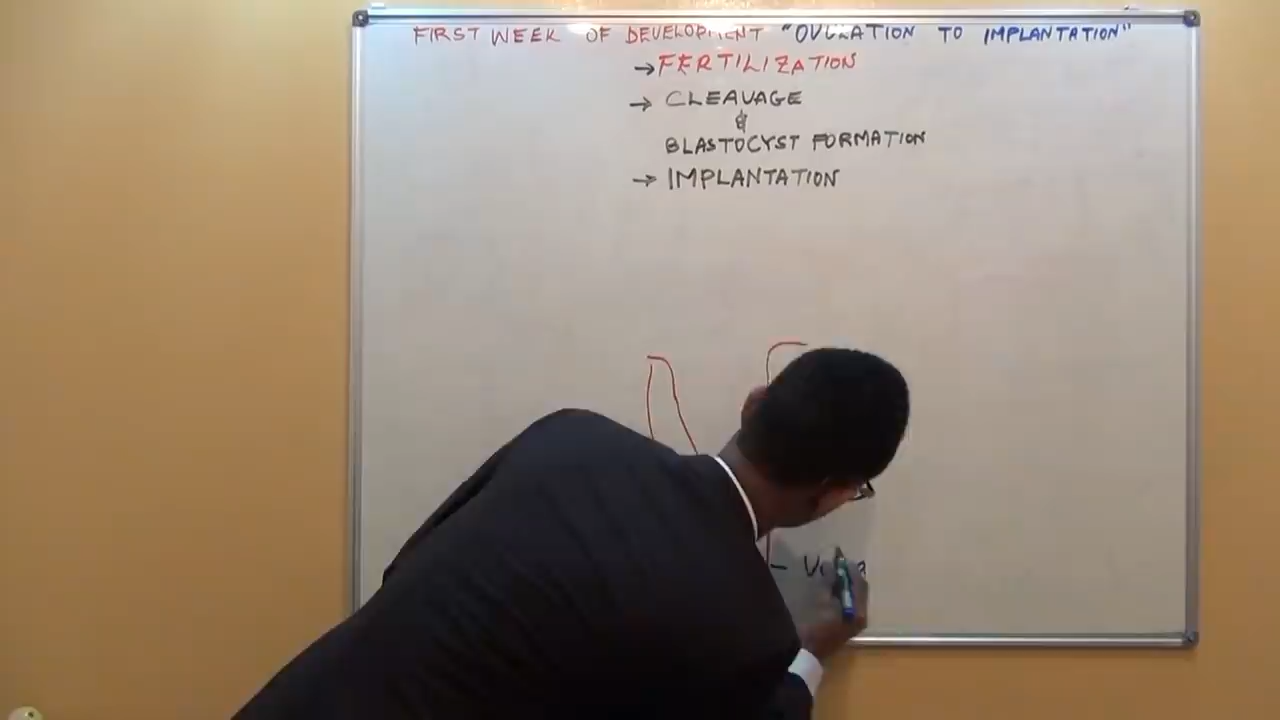 FIRST WEEK OF DEVELOPMENT "OVULATION TO IMPLANTATION"
→ FERTILIZATION
→ CLEAVAGE
&
BLASTOCYST FORMATION
→ IMPLANTATION